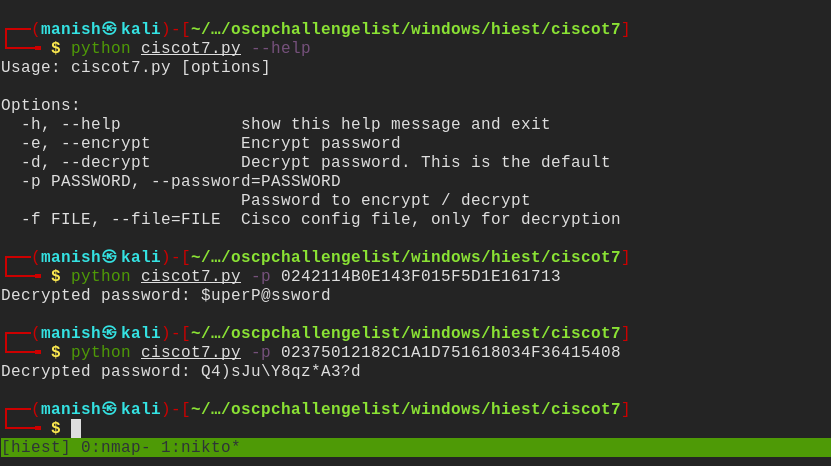 ┌──(manish㉿kali)-[~/…/oscpchallengelist/windows/hiest/ciscot7]
└─╼ $ python ciscot7.py --help
Usage: ciscot7.py [options]
Options:
-h, --help            show this help message and exit
-e, --encrypt         Encrypt password
-d, --decrypt         Decrypt password. This is the default
-p PASSWORD, --password=PASSWORD
Password to encrypt / decrypt
-f FILE, --file=FILE  Cisco config file, only for decryption
┌──(manish㉿kali)-[~/…/oscpchallengelist/windows/hiest/ciscot7]
└─╼ $ python ciscot7.py -p 0242114B0E143F015F5D1E161713
Decrypted password: $uperP@ssword
┌──(manish㉿kali)-[~/…/oscpchallengelist/windows/hiest/ciscot7]
└─╼ $ python ciscot7.py -p 02375012182C1A1D751618034F36415408
Decrypted password: Q4)sJu\Y8qz*A3?d
┌──(manish㉿kali)-[~/…/oscpchallengelist/windows/hiest/ciscot7]
└─╼ $
[hiest] 0:nmap- 1:nikto*